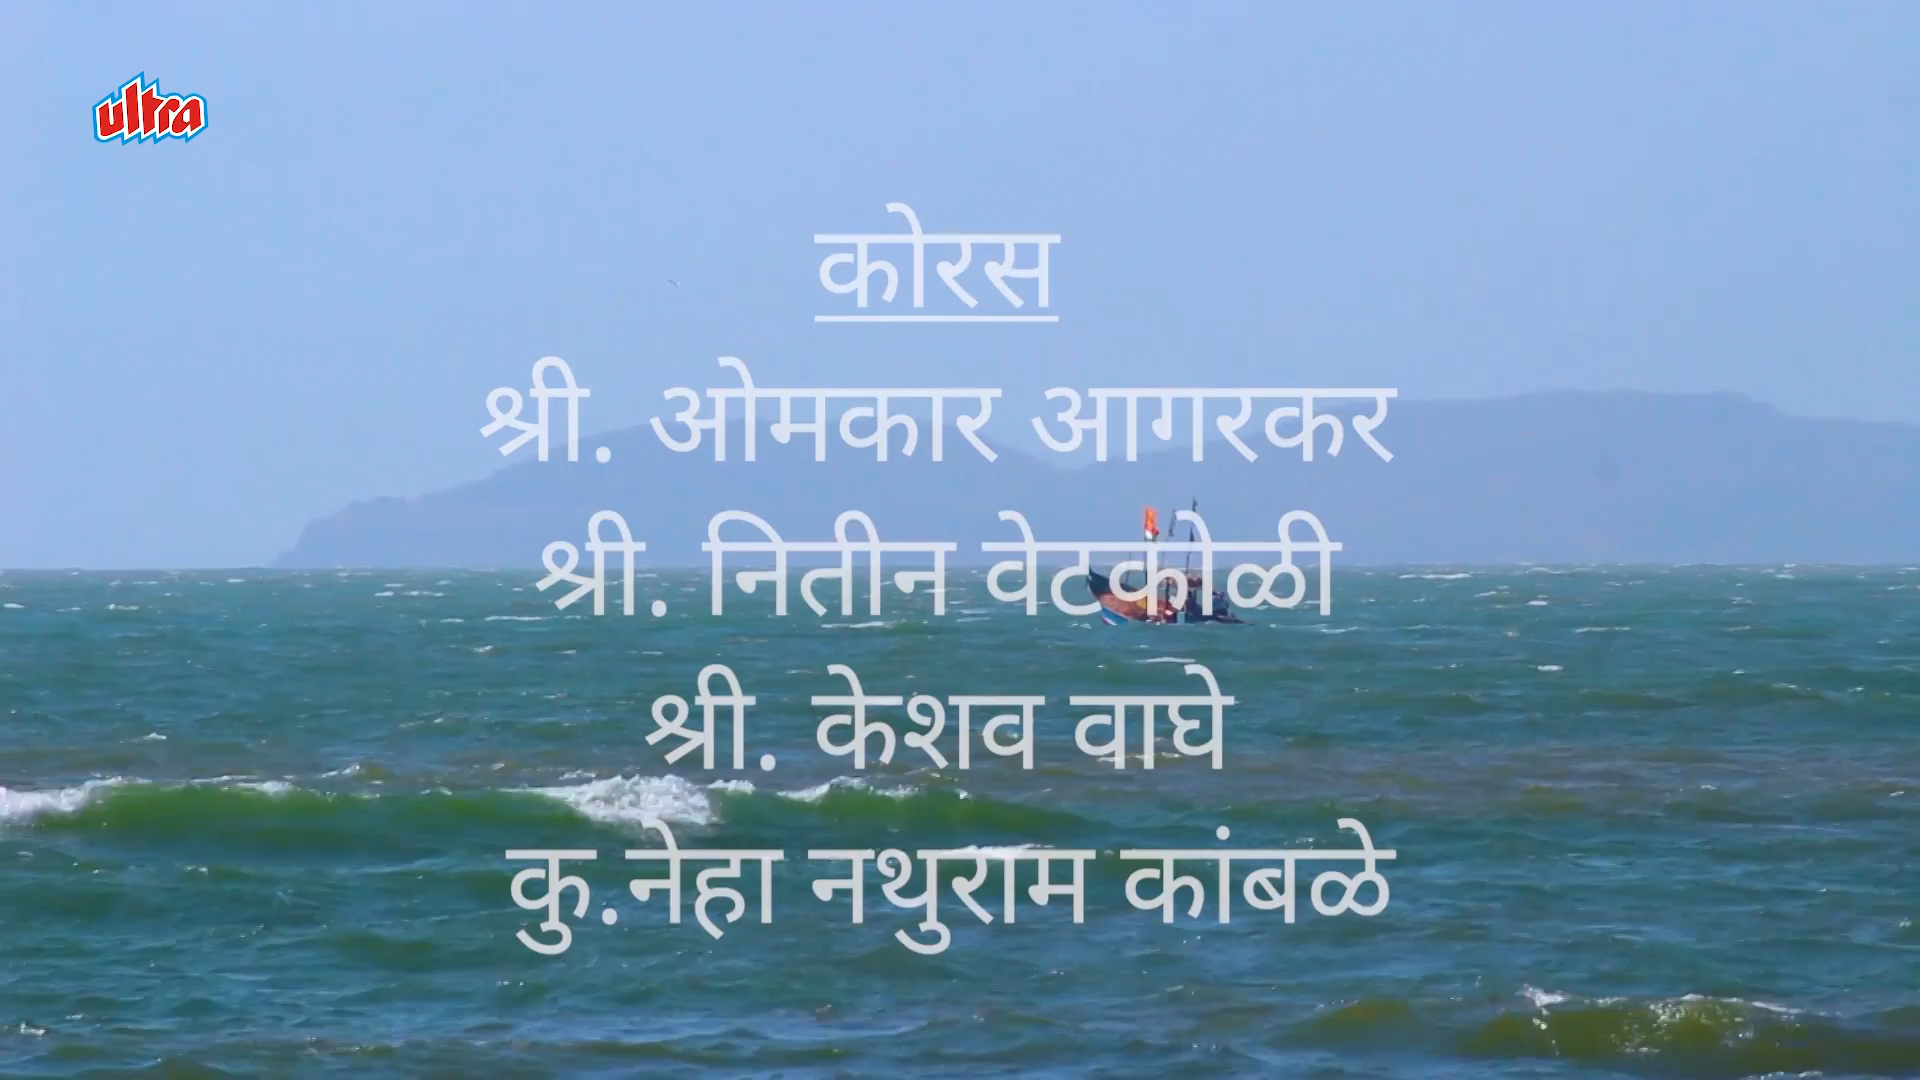 ultra
कोरस
श्री. ओमकार आगरकर
श्री. नितीन वेटकोळी
श्री. केशव वाघे
कु.नेहा नथुराम कांबळे